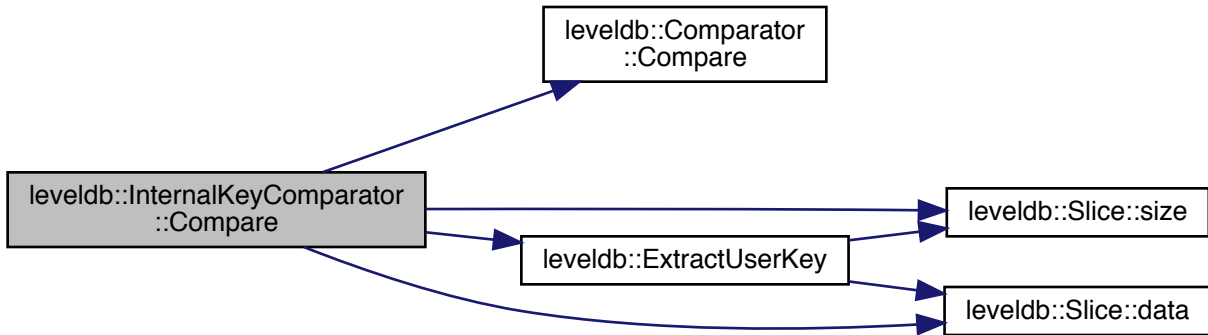 leveldb::Comparator
::Compare
leveldb::InternalKeyComparator
::Compare
leveldb::Slice::size
leveldb::ExtractUserKey
leveldb::Slice::data